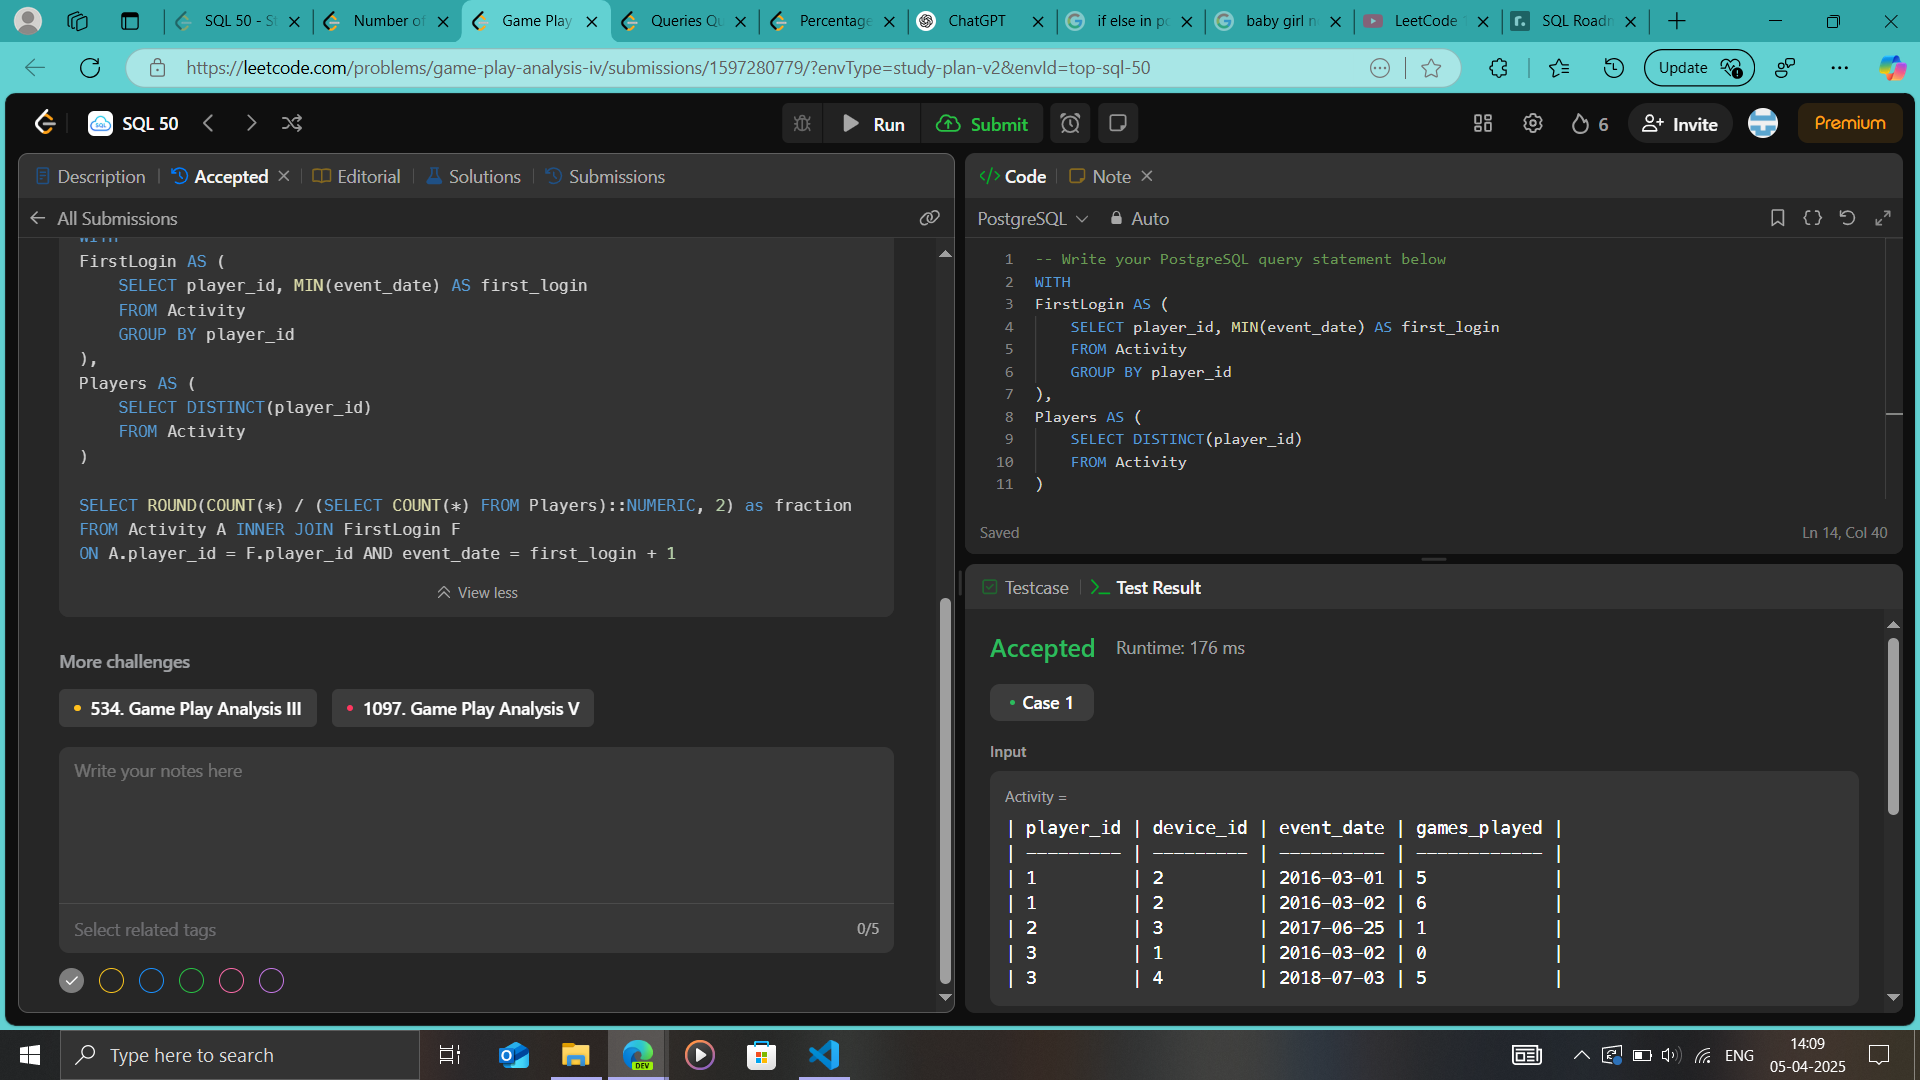 SQL 50 - St
Number of
Game Play
Queries Qu
Percentage
ChatGPT
if else in po
baby girl n
LeetCode
SQL Roadn
https://leetcode.com/problems/game-play-analysis-iv/submissions/1597280779/?envType=study-plan-v2&envId=top-sql-50
Update
SQL 50
Run
Submit
6
Invite
Premium
Description
Accepted
Editorial
Solutions
Submissions
All Submissions
WITH
FirstLogin AS (
SELECT player_id, MIN(event_date) AS first_login
FROM Activity
GROUP BY player_id
),
Players AS (
SELECT DISTINCT(player_id)
FROM Activity
)
SELECT ROUND(COUNT(*) / (SELECT COUNT(*) FROM Players)::NUMERIC, 2) as fraction
FROM Activity A INNER JOIN FirstLogin F
ON A.player_id = F.player_id AND event_date = first_login + 1
View less
More challenges
534. Game Play Analysis III
1097. Game Play Analysis V
Write your notes here
Select related tags
0/5
</> Code
Note
PostgreSQL
Auto
1 -- Write your PostgreSQL query statement below
2 WITH
3 FirstLogin AS (
4 SELECT player_id, MIN(event_date) AS first_login
5 FROM Activity
6 GROUP BY player_id
7 ),
8 Players AS (
9 SELECT DISTINCT(player_id)
10 FROM Activity
11 )
Saved
Ln 14, Col 40
Testcase
Test Result
Accepted
Runtime: 176 ms
Case 1
Input
Activity =
| player_id | device_id | event_date | games_played |
| --------- | --------- | ---------- | ------------ |
| 1 | 2 | 2016-03-01 | 5 |
| 1 | 2 | 2016-03-02 | 6 |
| 2 | 3 | 2017-06-25 | 1 |
| 3 | 1 | 2016-03-02 | 0 |
| 3 | 4 | 2018-07-03 | 5 |
Type here to search
DEV
ENG
14:09
05-04-2025